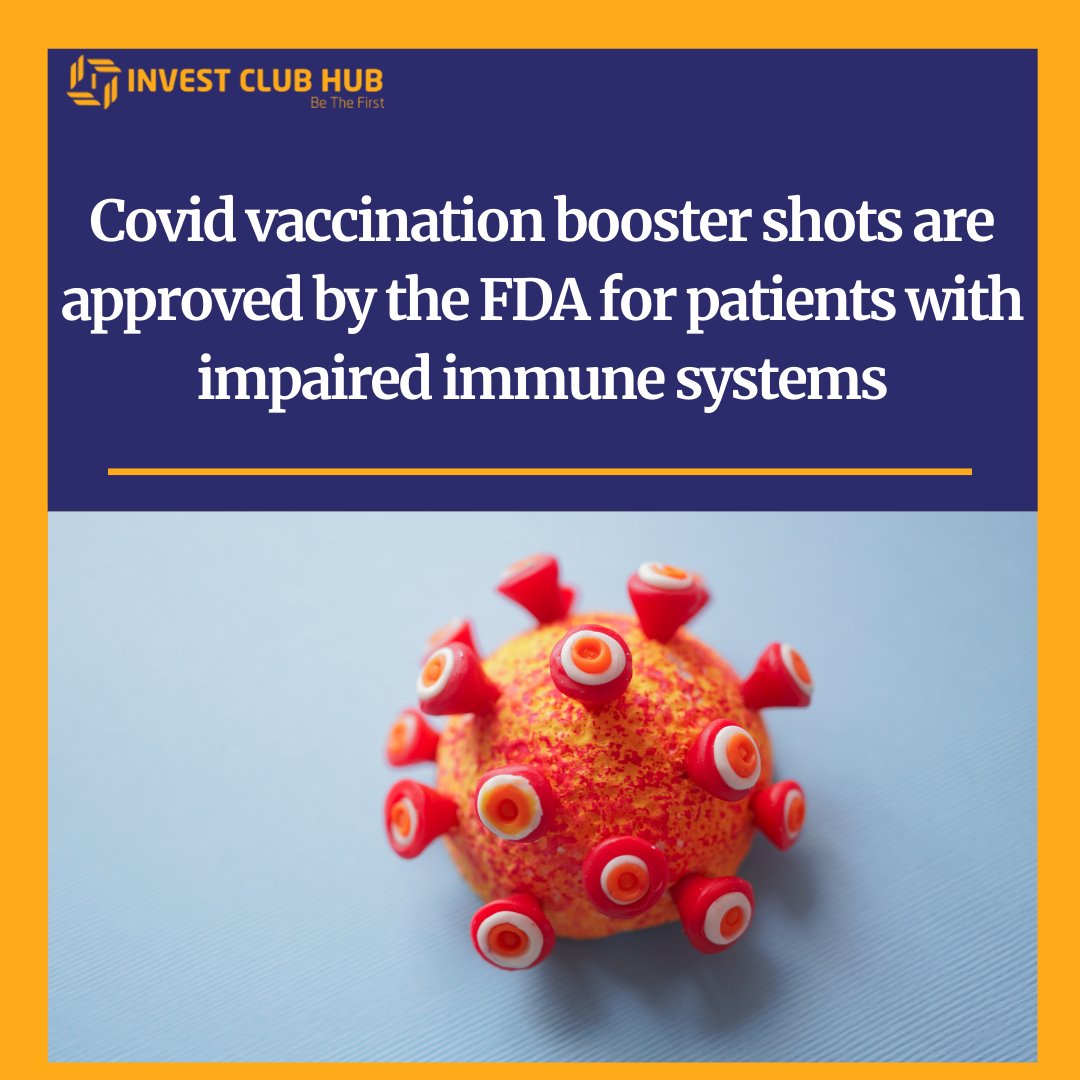 INVEST CLUB HUB
Be The First
Covid vaccination booster shots are
approved by the FDA for patients with
impaired immune systems